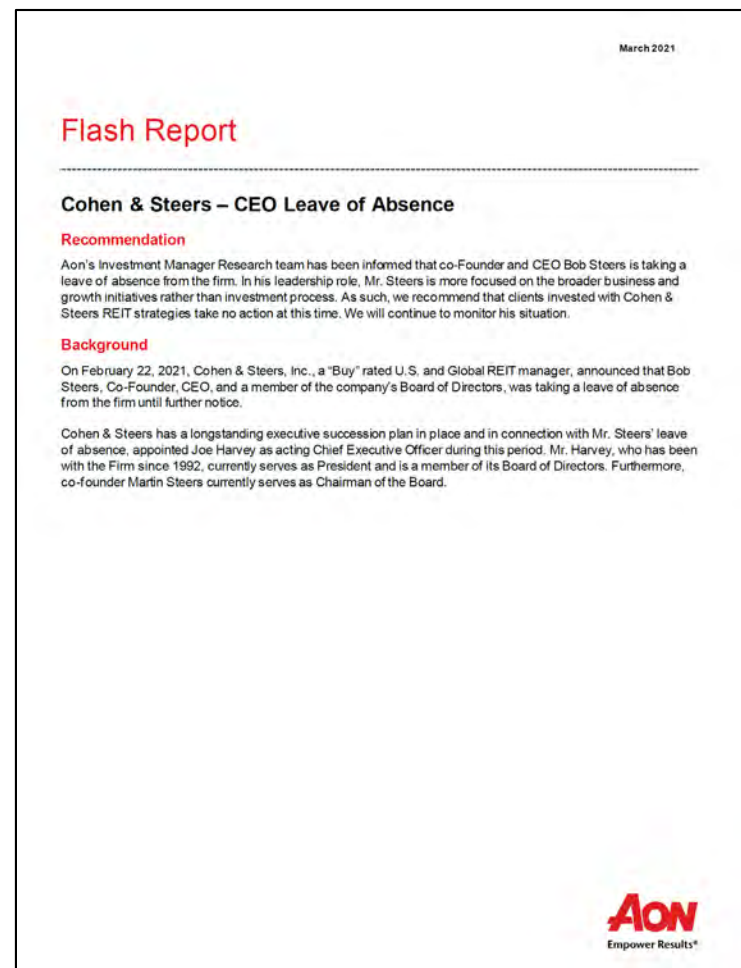 March 2021
Flash Report
Cohen & Steers – CEO Leave of Absence
Recommendation
Aon's Investment Manager Research team has been informed that co-Founder and CEO Bob Steers is taking a
leave of absence from the firm. In his leadership role, Mr. Steers is more focused on the broader business and
growth initiatives rather than investment process. As such, we recommend that clients invested with Cohen &
Steers REIT strategies take no action at this time. We will continue to monitor his situation.
Background
On February 22, 2021, Cohen & Steers, Inc., a "Buy" rated U.S. and Global REIT manager, announced that Bob
Steers, Co-Founder, CEO, and a member of the company's Board of Directors, was taking a leave of absence
from the firm until further notice.
Cohen & Steers has a longstanding executive succession plan in place and in connection with Mr. Steers' leave
of absence, appointed Joe Harvey as acting Chief Executive Officer during this period. Mr. Harvey, who has been
with the Firm since 1992, currently serves as President and is a member of its Board of Directors. Furthermore,
co-founder Martin Steers currently serves as Chairman of the Board.
AON
Empower Results®